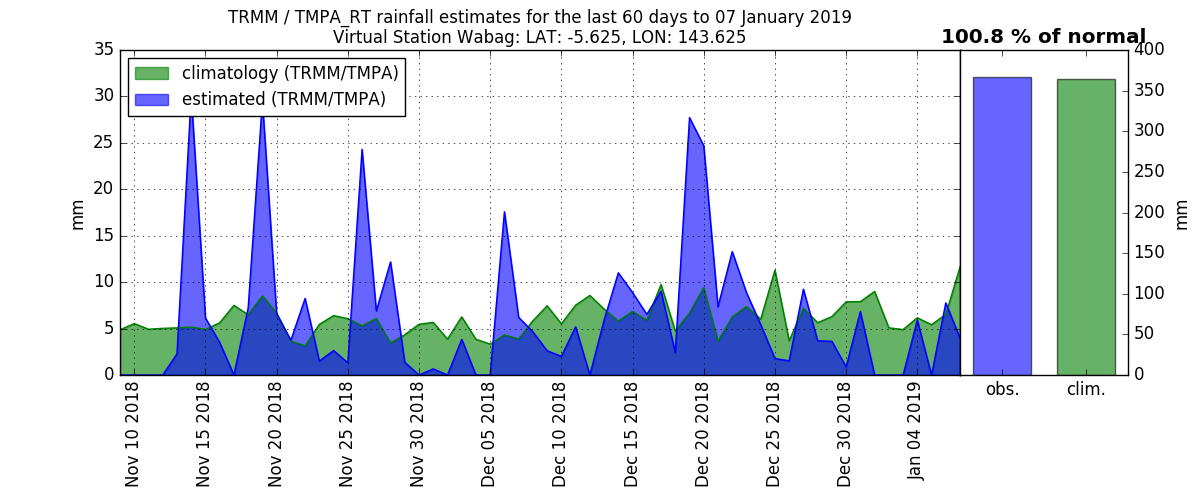 TRMM / TMPA_RT rainfall estimates for the last 60 days to 07 January 2019
Virtual Station Wabag: LAT: -5.625, LON: 143.625
100.8 % of normal
climatology (TRMM/TMPA)
estimated (TRMM/TMPA)
35
30
25
20
15
10
5
0
mm
Nov 10 2018
Nov 15 2018
Nov 20 2018
Nov 25 2018
Nov 30 2018
Dec 05 2018
Dec 10 2018
Dec 15 2018
Dec 20 2018
Dec 25 2018
Dec 30 2018
Jan 04 2019
400
350
300
250
200
150
100
50
0
mm
obs.
clim.